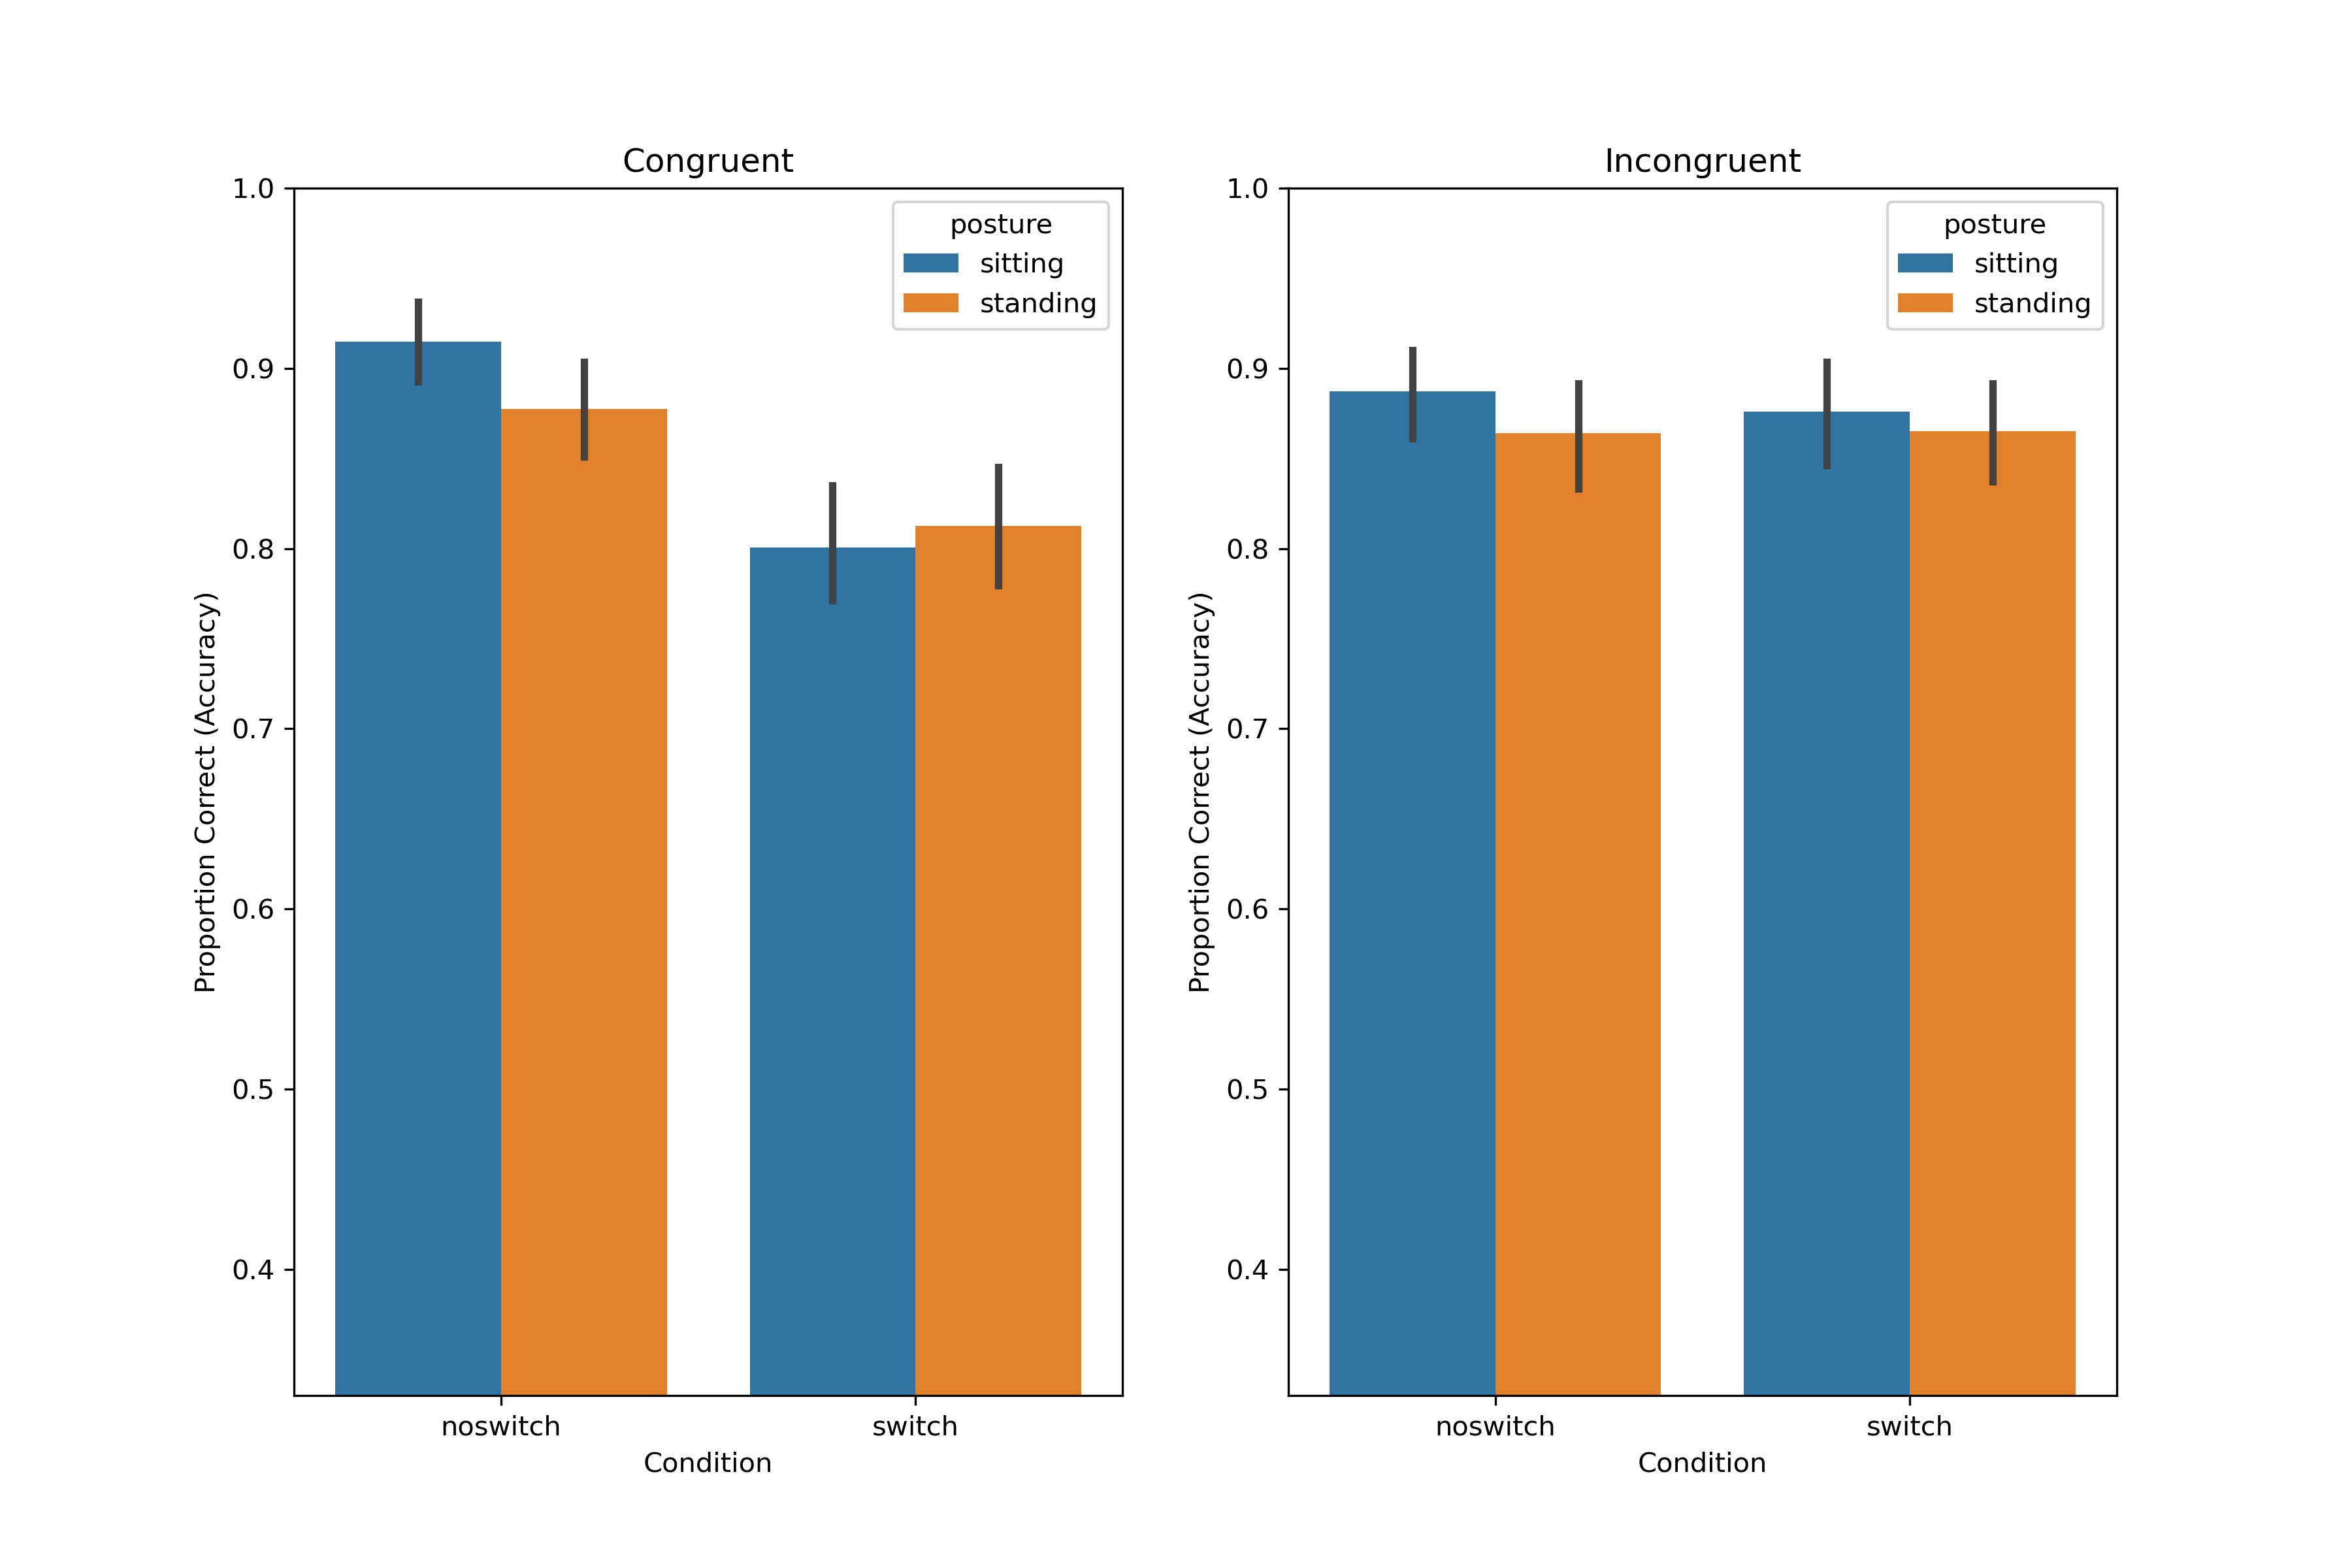 Congruent
1.0
0.9
0.8
0.7
0.6
0.5
0.4
Proportion Correct (Accuracy)
posture
sitting
standing
noswitch
switch
Condition
Incongruent
1.0
0.9
0.8
0.7
0.6
0.5
0.4
Proportion Correct (Accuracy)
posture
sitting
standing
noswitch
switch
Condition